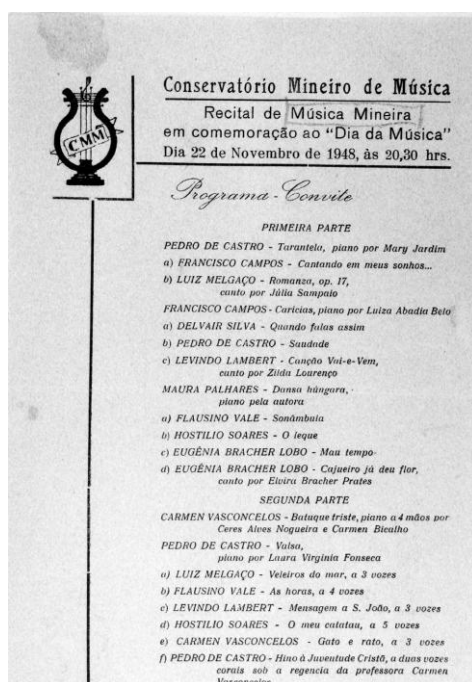 CMM
Conservatório Mineiro de Música
Recital de Música Mineira
em comemoração ao "Dia da Música"
Dia 22 de Novembro de 1948, às 20,30 hrs.
Programa - Convite
PRIMEIRA PARTE
PEDRO DE CASTRO - Tarantela, piano por Mary Jardim
a) FRANCISCO CAMPOS - Cantando em meus sonhos...
b) LUIZ MELGAÇO - Romanza, op. 17,
canto por Júlia Sampaio
FRANCISCO CAMPOS - Caricias, piano por Luiza Abadia Belo
a) DELVAIR SILVA - Quando falas assim
b) PEDRO DE CASTRO - Saudade
c) LEVINDO LAMBERT - Canção Vai-e-Vem,
canto por Zilda Lourenço
MAURA PALHARES - Dansa húngara,
piano pela autora
a) FLAUSINO VALE - Sonâmbula
b) HOSTILIO SOARES - O leque
c) EUGÊNIA BRACHER LOBO - Mau tempo
d) EUGÊNIA BRACHER LOBO - Cajueiro já deu flor,
canto por Elvira Bracher Prates
SEGUNDA PARTE
CARMEN VASCONCELOS - Batuque triste, piano a 4 mãos por
Ceres Alves Nogueira e Carmen Bicalho
PEDRO DE CASTRO - Valsa,
piano por Laura Virginia Fonseca
a) LUIZ MELGAÇO - Veleiros do mar, a 3 vozes
b) FLAUSINO VALE - As horas, a 4 vozes
c) LEVINDO LAMBERT - Mensagem a S. João, a 3 vozes
d) HOSTILIO SOARES - O meu catatau, a 5 vozes
e) CARMEN VASCONCELOS - Gato e rato, a 3 vozes
f) PEDRO DE CASTRO - Hino à Juventude Cristã, a duas vozes
corais sob a regencia da professora Carmen
Vasconcelos